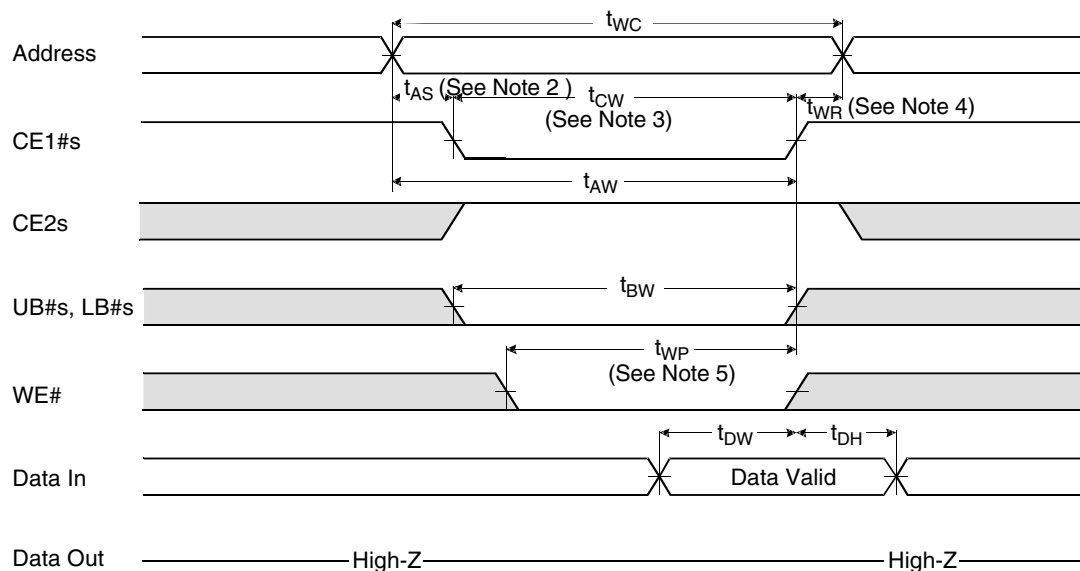 tWC
Address
tAS (See Note 2 )
tCW
(See Note 3)
tWR (See Note 4)
CE1#s
tAW
CE2s
tBW
UB#s, LB#s
tWP
(See Note 5)
WE#
tDW
tDH
Data In
Data Valid
Data Out
High-Z
High-Z